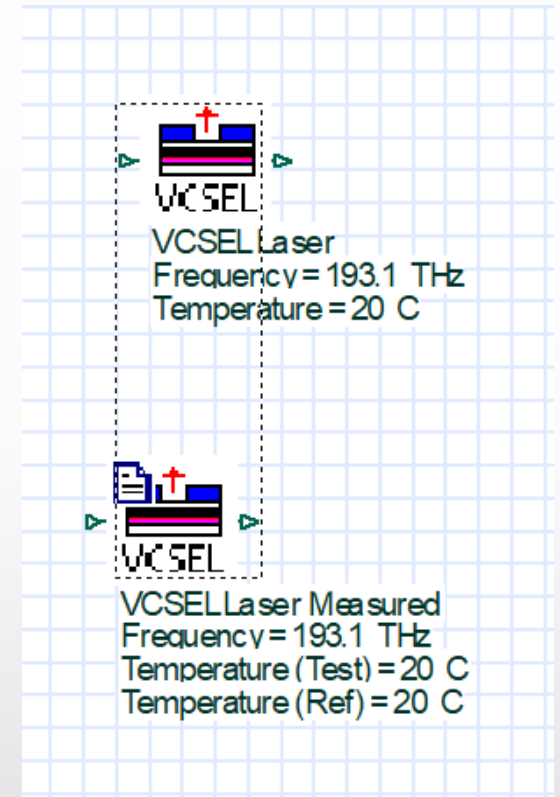 VCSEL
VCSEL Laser
Frequency = 193.1 THz
Temperature = 20 C
VCSEL
VCSEL Laser Measured
Frequency = 193.1 THz
Temperature (Test) = 20 C
Temperature (Ref) = 20 C